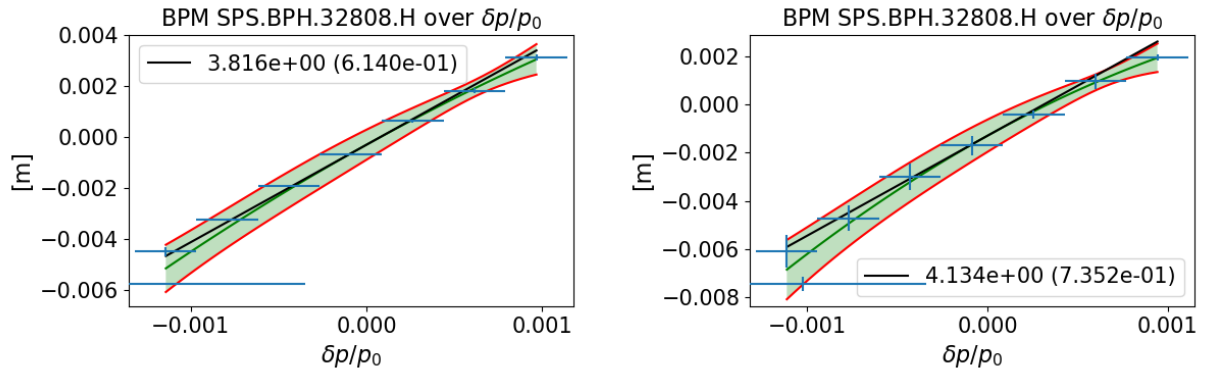 BPM SPS.BPH.32808.H over δp/p₀
0.004
0.002
0.000
−0.002
−0.004
−0.006
[m]
3.816e+00 (6.140e-01)
−0.001
0.000
0.001
δp/p₀
BPM SPS.BPH.32808.H over δp/p₀
0.002
0.000
−0.002
−0.004
−0.006
−0.008
[m]
4.134e+00 (7.352e-01)
−0.001
0.000
0.001
δp/p₀